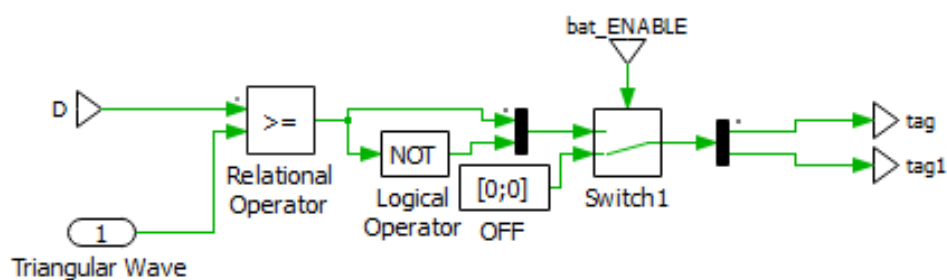 bat_ENABLE
D
>=
NOT
[0;0]
tag
tag1
Relational
Operator
Logical
Operator
OFF
Switch1
1
Triangular Wave